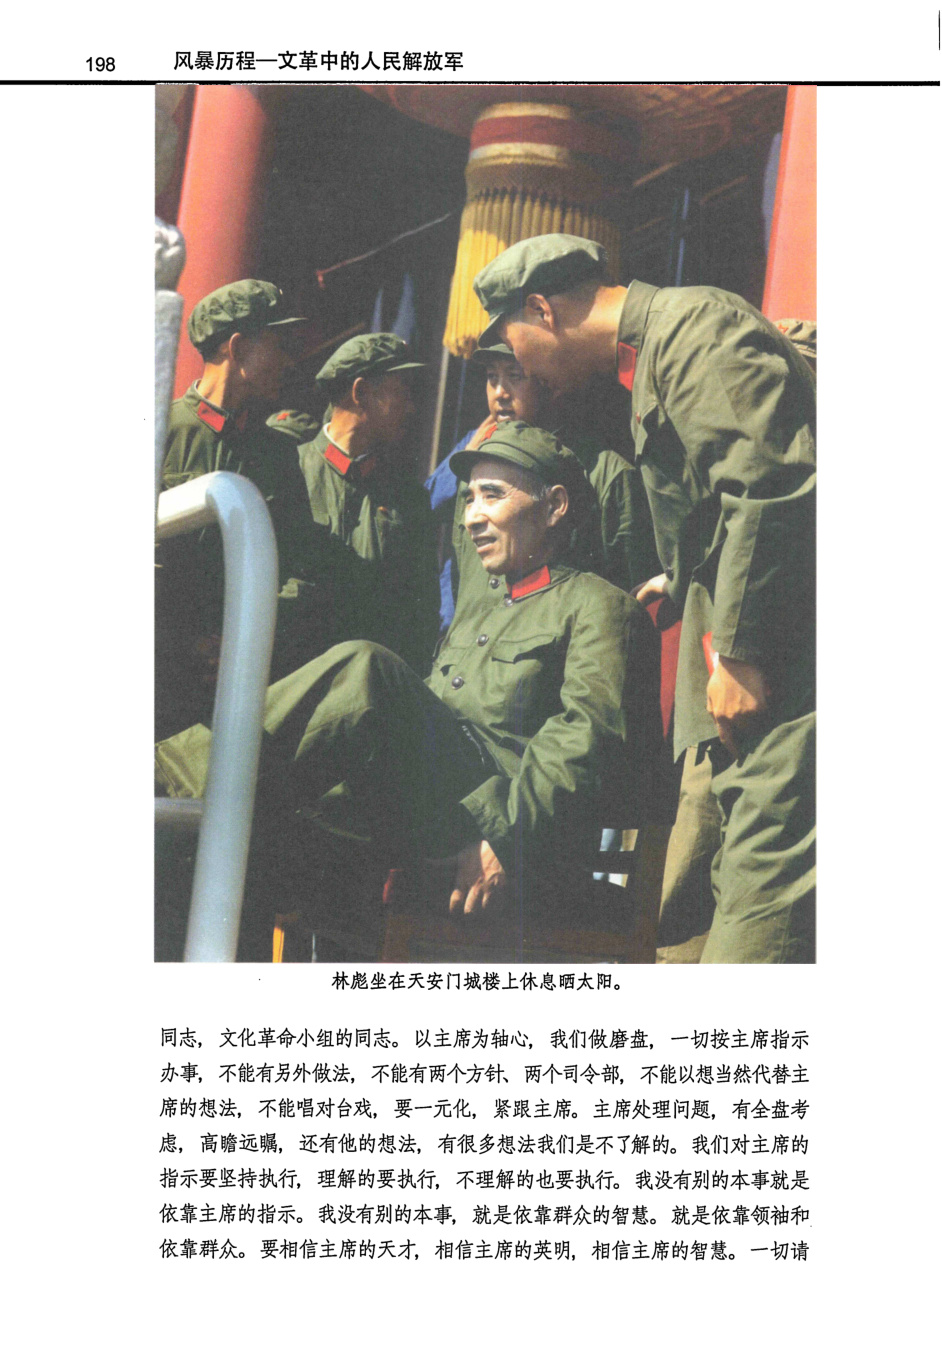 198
风暴历程—文革中的人民解放军
林彪坐在天安门城楼上休息晒太阳。
同志，文化革命小组的同志。以主席为轴心，我们做磨盘，一切按主席指示
办事，不能有另外做法，不能有两个方针、两个司令部，不能以想当然代替主
席的想法，不能唱对台戏，要一元化，紧跟主席。主席处理问题，有全盘考
虑，高瞻远瞩，还有他的想法，有很多想法我们是不了解的。我们对主席的
指示要坚持执行，理解的要执行，不理解的也要执行。我没有别的本事就是
依靠主席的指示。我没有别的本事，就是依靠群众的智慧。就是依靠领袖和
依靠群众。要相信主席的天才，相信主席的英明，相信主席的智慧。一切请